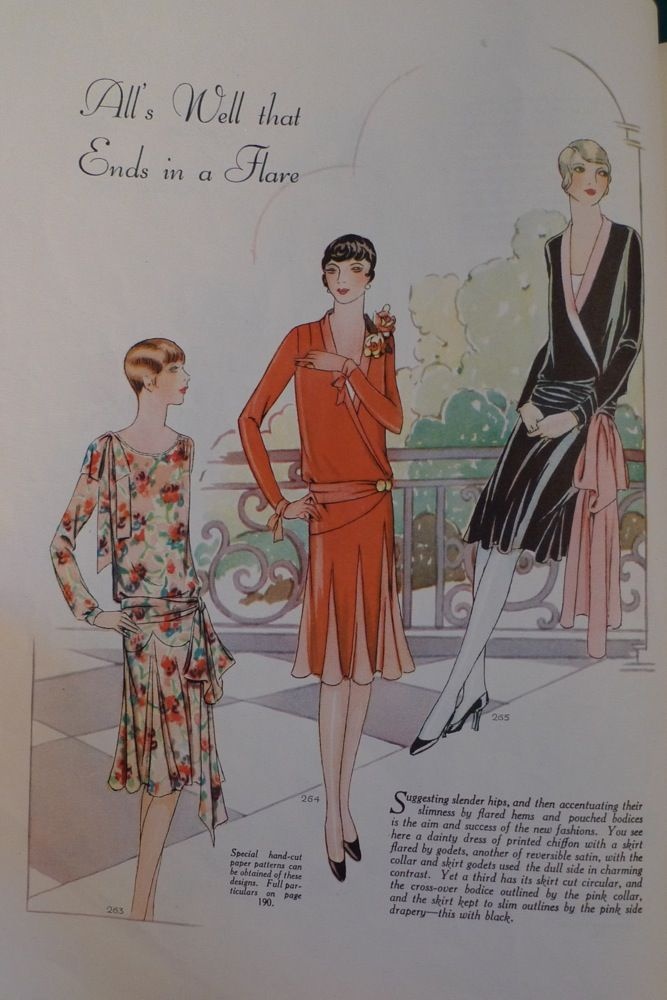 All's Well that
Ends in a Flare
265
264
Suggesting slender hips, and then accentuating their
slimness by flared hems and pouched bodices
is the aim and success of the new fashions. You see
here a dainty dress of printed chiffon with a skirt
flared by godets, another of reversible satin, with the
collar and skirt godets used the dull side in charming
contrast. Yet a third has its skirt cut circular, and
the cross-over bodice outlined by the pink collar,
and the skirt kept to slim outlines by the pink side
drapery—this with black.
Special hand-cut
paper patterns can
be obtained of these
designs. Full par-
ticulars on page
190.
263